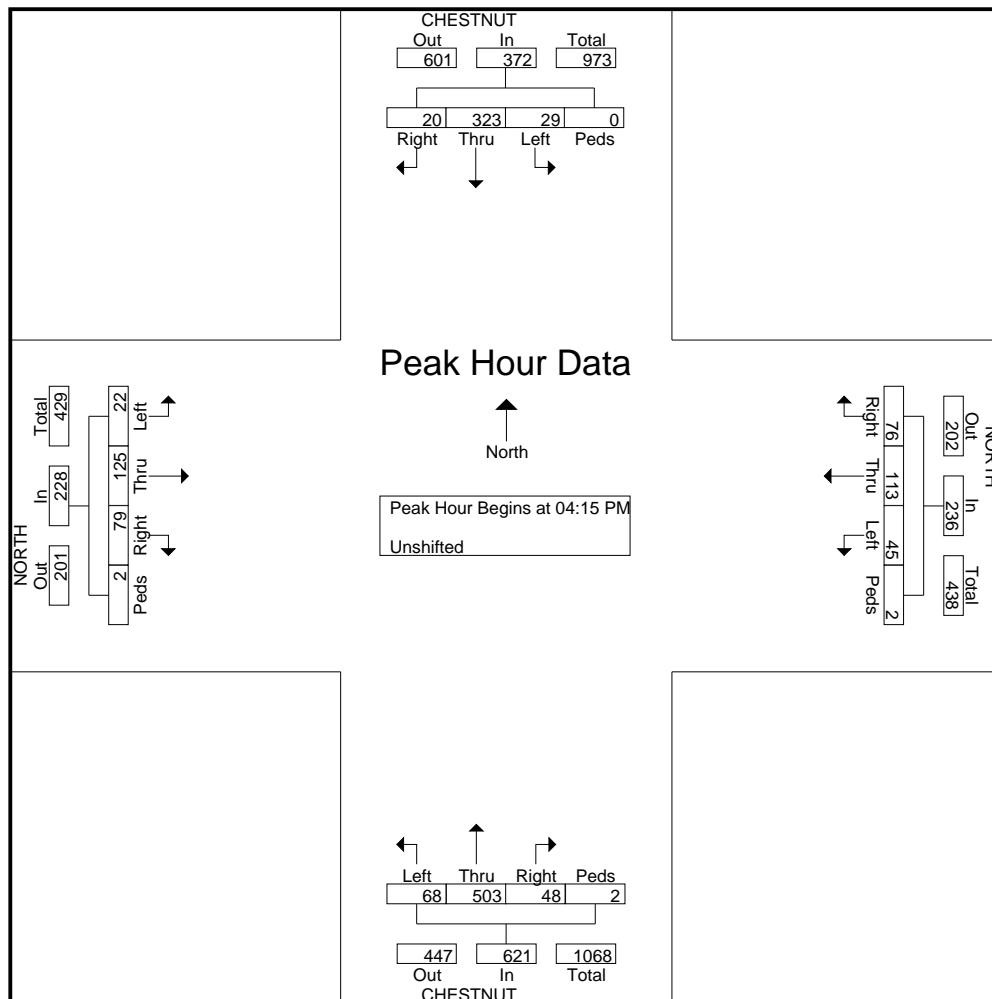 CHESTNUT
Out In Total
601 372 973
20 323 29 0
Right Thru Left Peds
Peak Hour Data
North
Peak Hour Begins at 04:15 PM
Unshifted
NORTH
Total In Out
429 228 201
22 125 79 2
Left Thru Right Peds
NORTH
Out In Total
202 236 438
76 113 45 2
Right Thru Left Peds
Left Thru Right Peds
68 503 48 2
447 621 1068
Out In Total
CHESTNUT